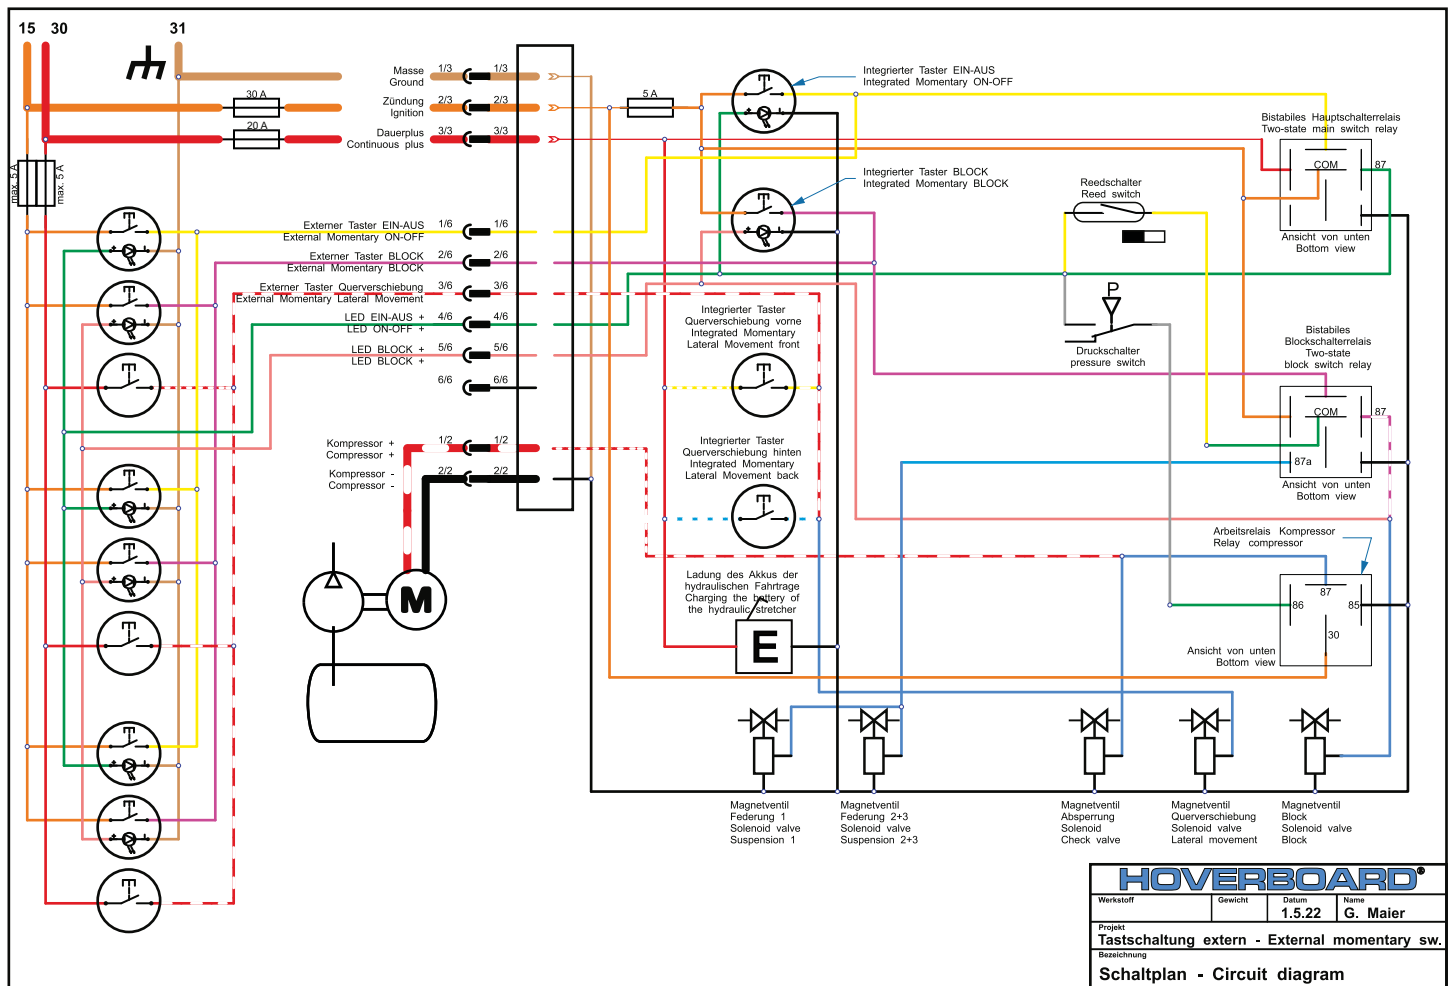 15 30 31
30 A
20 A
max. 5 A
max. 5 A
Masse
Ground
1/3 1/3
Zündung
Ignition
2/3 2/3
Dauerplus
Continuous plus
3/3 3/3
5 A
Integrierter Taster EIN-AUS
Integrated Momentary ON-OFF
Integrierter Taster BLOCK
Integrated Momentary BLOCK
Bistabiles Hauptschalterrelais
Two-state main switch relay
COM
87
Ansicht von unten
Bottom view
Reedschalter
Reed switch
P
Druckschalter
pressure switch
Externer Taster EIN-AUS
External Momentary ON-OFF
1/6 1/6
Externer Taster BLOCK
External Momentary BLOCK
2/6 2/6
Externer Taster Querverschiebung
External Momentary Lateral Movement
3/6 3/6
LED EIN-AUS +
LED ON-OFF +
4/6 4/6
LED BLOCK +
LED BLOCK +
5/6 5/6
6/6 6/6
Kompressor +
Compressor +
1/2 1/2
Kompressor -
Compressor -
2/2 2/2
M
Integrierter Taster
Querverschiebung vorne
Integrated Momentary
Lateral Movement front
Integrierter Taster
Querverschiebung hinten
Integrated Momentary
Lateral Movement back
Ladung des Akkus der
hydraulischen Fahrtrage
Charging the battery of
the hydraulic stretcher
E
Bistabiles
Blockschalterrelais
Two-state
block switch relay
COM
87
87a
Ansicht von unten
Bottom view
Arbeitsrelais Kompressor
Relay compressor
87
86
85
30
Ansicht von unten
Bottom view
Magnetventil
Federung 1
Solenoid valve
Suspension 1
Magnetventil
Federung 2+3
Solenoid valve
Suspension 2+3
Magnetventil
Absperrung
Solenoid
Check valve
Magnetventil
Querverschiebung
Solenoid valve
Lateral movement
Magnetventil
Block
Solenoid valve
Block
HOVERBOARD®
Werkstoff Gewicht Datum Name
1.5.22 G. Maier
Projekt
Tastschaltung extern - External momentary sw.
Bezeichnung
Schaltplan - Circuit diagram